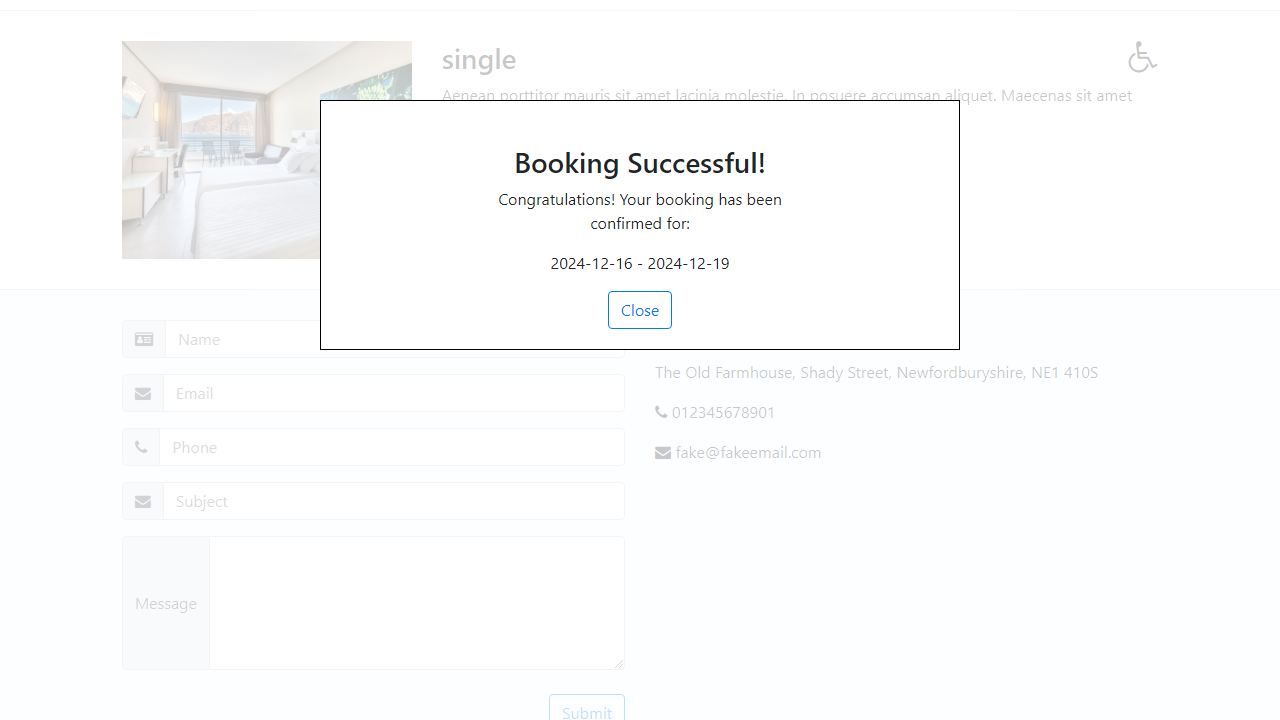 single
Aenean porttitor mauris sit amet lacinia molestie. In posuere accumsan aliquet. Maecenas sit amet
Booking Successful!
Congratulations! Your booking has been
confirmed for:
2024-12-16 - 2024-12-19
Close
Name
Email
Phone
Subject
Message
Submit
The Old Farmhouse, Shady Street, Newfordburyshire, NE1 410S
012345678901
fake@fakeemail.com